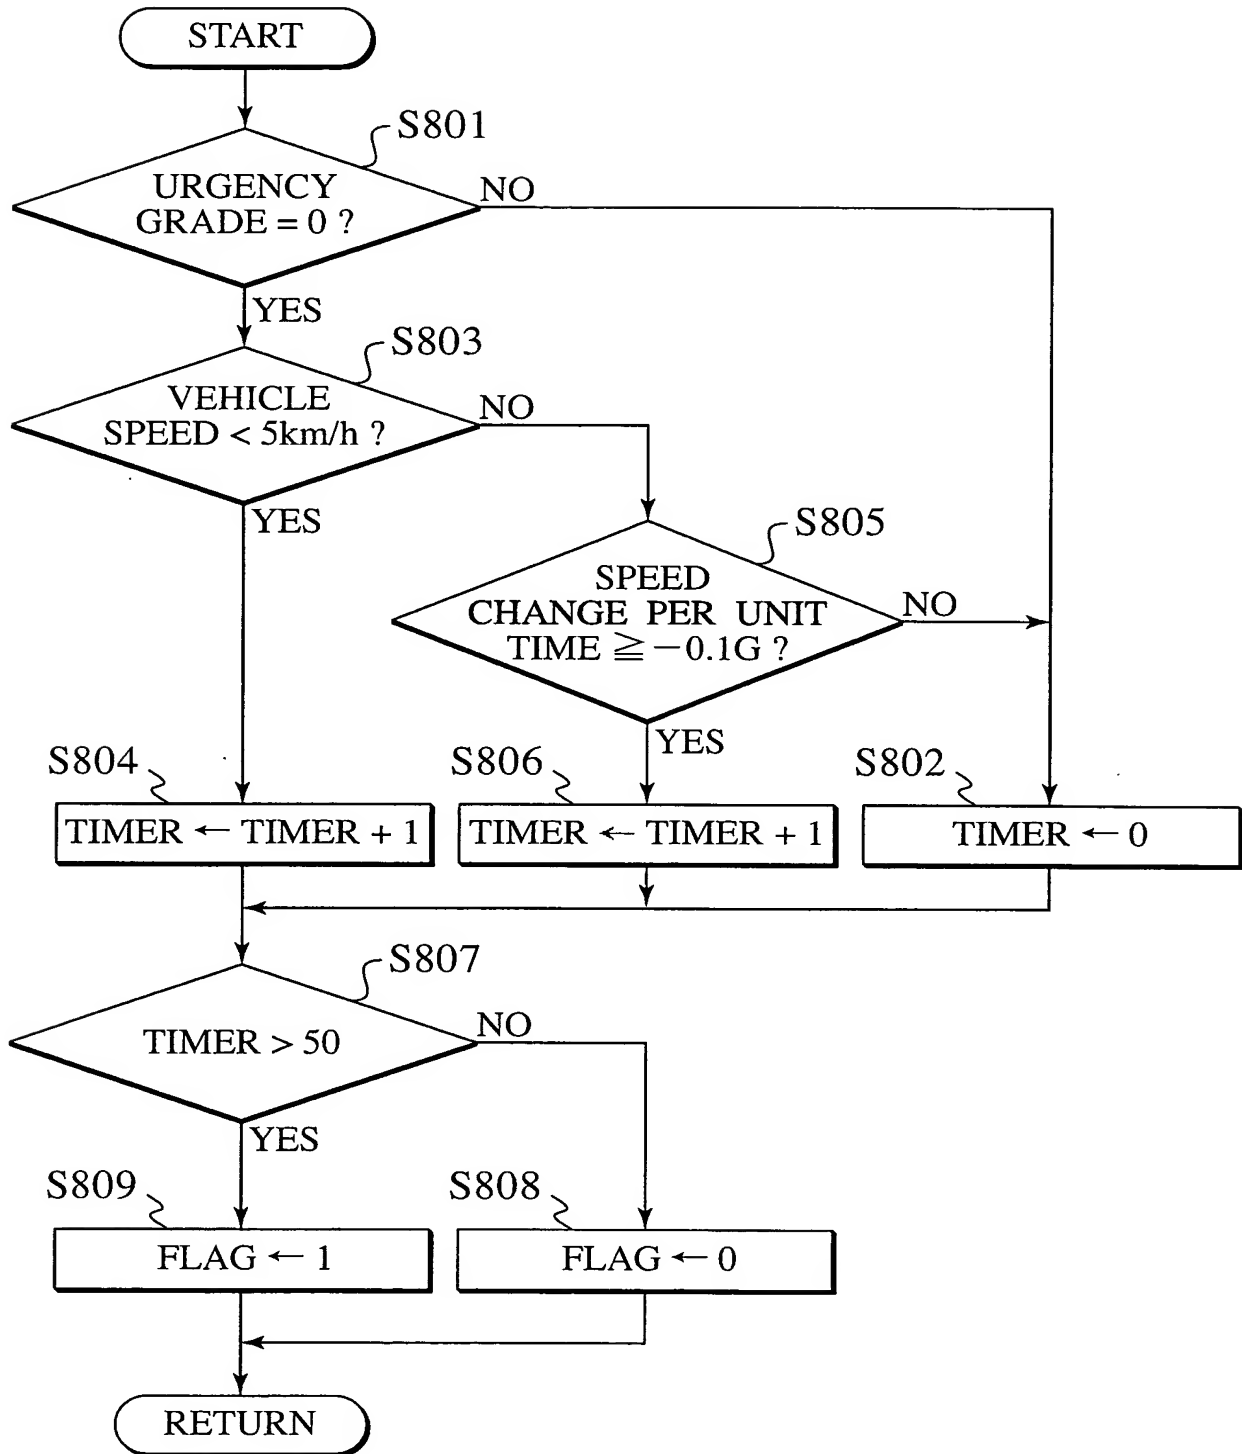 START
S801
URGENCY
GRADE = 0 ?
NO
YES
S803
VEHICLE
SPEED < 5km/h ?
NO
YES
S805
SPEED
CHANGE PER UNIT
TIME ≧ −0.1G ?
NO
YES
S804
TIMER ← TIMER + 1
S806
TIMER ← TIMER + 1
S802
TIMER ← 0
S807
TIMER > 50
NO
YES
S809
FLAG ← 1
S808
FLAG ← 0
RETURN